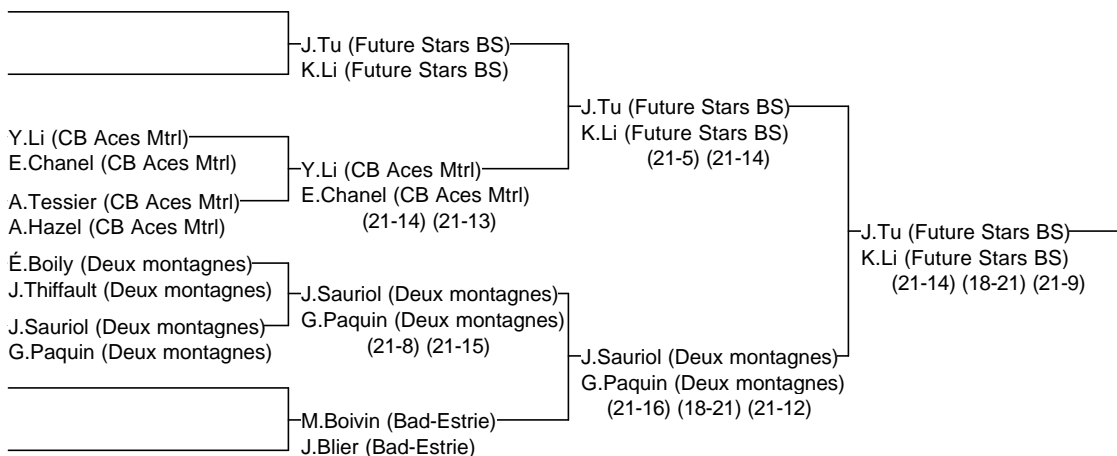 J.Tu (Future Stars BS)
K.Li (Future Stars BS)
J.Tu (Future Stars BS)
K.Li (Future Stars BS)
(21-5) (21-14)
Y.Li (CB Aces Mtrl)
E.Chanel (CB Aces Mtrl)
Y.Li (CB Aces Mtrl)
E.Chanel (CB Aces Mtrl)
(21-14) (21-13)
A.Tessier (CB Aces Mtrl)
A.Hazel (CB Aces Mtrl)
J.Tu (Future Stars BS)
K.Li (Future Stars BS)
(21-14) (18-21) (21-9)
É.Boily (Deux montagnes)
J.Thiffault (Deux montagnes)
J.Sauriol (Deux montagnes)
G.Paquin (Deux montagnes)
(21-8) (21-15)
J.Sauriol (Deux montagnes)
G.Paquin (Deux montagnes)
J.Sauriol (Deux montagnes)
G.Paquin (Deux montagnes)
(21-16) (18-21) (21-12)
M.Boivin (Bad-Estrie)
J.Blier (Bad-Estrie)